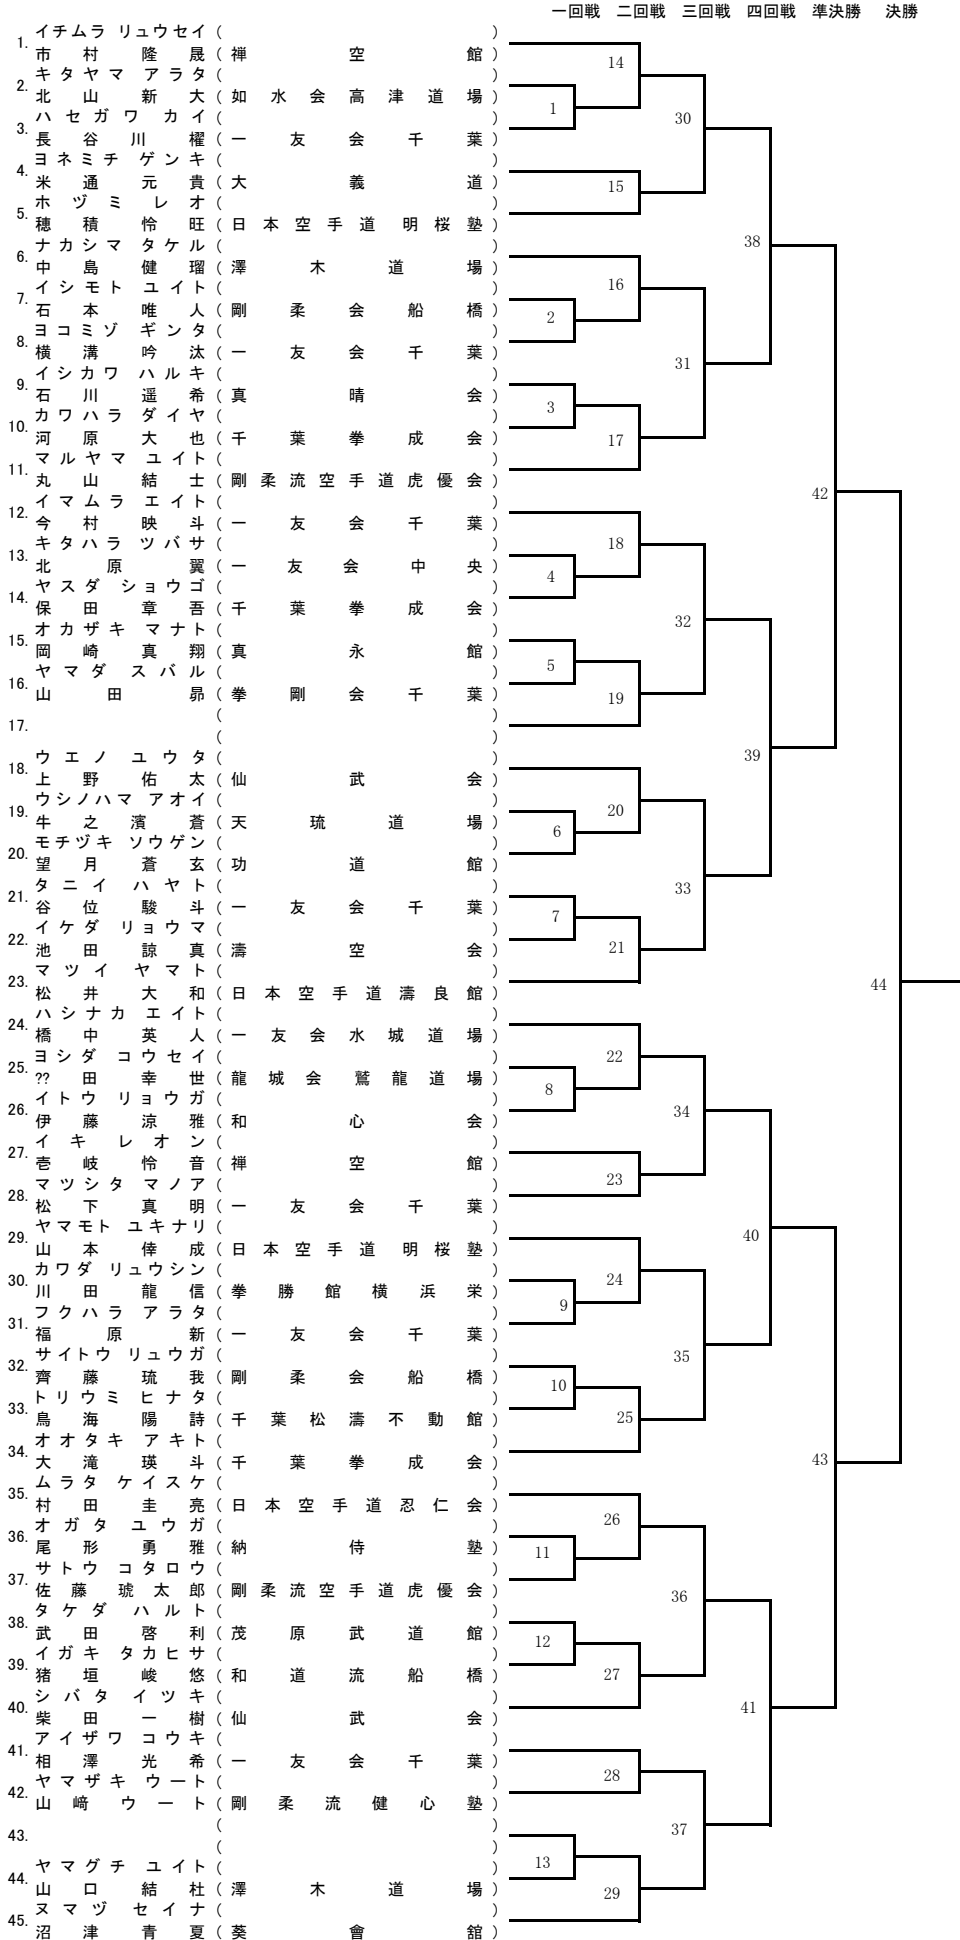 一回戦 二回戦 三回戦 四回戦 準決勝 決勝
イチムラ リュウセイ ( )
1. 市村隆晟 ( 禅空館 )
キタヤマ アラタ ( )
2. 北山新大 ( 如水会高津道場 )
ハセガワ カイ ( )
3. 長谷川櫂 ( 一友会千葉 )
ヨネミチ ゲンキ ( )
4. 米通元貴 ( 大義道 )
ホヅミ レオ ( )
5. 穂積怜旺 ( 日本空手道 明桜塾 )
ナカシマ タケル ( )
6. 中島健瑠 ( 澤木道場 )
イシモト ユイト ( )
7. 石本唯人 ( 剛柔会船橋 )
ヨコミゾ ギンタ ( )
8. 横溝吟汰 ( 一友会千葉 )
イシカワ ハルキ ( )
9. 石川遥希 ( 真晴会 )
カワハラ ダイヤ ( )
10. 河原大也 ( 千葉拳成会 )
マルヤマ ユイト ( )
11. 丸山結士 ( 剛柔流空手道虎優会 )
イマムラ エイト ( )
12. 今村映斗 ( 一友会千葉 )
キタハラ ツバサ ( )
13. 北原翼 ( 一友会中央 )
ヤスダ ショウゴ ( )
14. 保田章吾 ( 千葉拳成会 )
オカザキ マナト ( )
15. 岡崎真翔 ( 真永館 )
ヤマダ スバル ( )
16. 山田昴 ( 拳剛会千葉 )
( )
17. ( )
ウエノ ユウタ ( )
18. 上野佑太 ( 仙武会 )
ウシノハマ アオイ ( )
19. 牛之濱蒼 ( 天琉道場 )
モチヅキ ソウゲン ( )
20. 望月蒼玄 ( 功道館 )
タニイ ハヤト ( )
21. 谷位駿斗 ( 一友会千葉 )
イケダ リョウマ ( )
22. 池田諒真 ( 濤空会 )
マツイ ヤマト ( )
23. 松井大和 ( 日本空手道濤良館 )
ハシナカ エイト ( )
24. 橋中英人 ( 一友会水城道場 )
ヨシダ コウセイ ( )
25. ??田幸世 ( 龍城会 鷲龍道場 )
イトウ リョウガ ( )
26. 伊藤涼雅 ( 和心会 )
イキ レオン ( )
27. 壱岐怜音 ( 禅空館 )
マツシタ マノア ( )
28. 松下真明 ( 一友会千葉 )
ヤマモト ユキナリ ( )
29. 山本倖成 ( 日本空手道 明桜塾 )
カワダ リュウシン ( )
30. 川田龍信 ( 拳勝館横浜栄 )
フクハラ アラタ ( )
31. 福原新 ( 一友会千葉 )
サイトウ リュウガ ( )
32. 齊藤琉我 ( 剛柔会船橋 )
トリウミ ヒナタ ( )
33. 鳥海陽詩 ( 千葉松濤不動館 )
オオタキ アキト ( )
34. 大滝瑛斗 ( 千葉拳成会 )
ムラタ ケイスケ ( )
35. 村田圭亮 ( 日本空手道忍仁会 )
オガタ ユウガ ( )
36. 尾形勇雅 ( 納侍塾 )
サトウ コタロウ ( )
37. 佐藤琥太郎 ( 剛柔流空手道虎優会 )
タケダ ハルト ( )
38. 武田啓利 ( 茂原武道館 )
イガキ タカヒサ ( )
39. 猪垣峻悠 ( 和道流船橋 )
シバタ イツキ ( )
40. 柴田一樹 ( 仙武会 )
アイザワ コウキ ( )
41. 相澤光希 ( 一友会千葉 )
ヤマザキ ウート ( )
42. 山﨑ウート ( 剛柔流健心塾 )
( )
43. ( )
ヤマグチ ユイト ( )
44. 山口結杜 ( 澤木道場 )
ヌマヅ セイナ ( )
45. 沼津青夏 ( 葵會舘 )
1
2
3
4
5
6
7
8
9
10
11
12
13
14
15
16
17
18
19
20
21
22
23
24
25
26
27
28
29
30
31
32
33
34
35
36
37
38
39
40
41
42
43
44